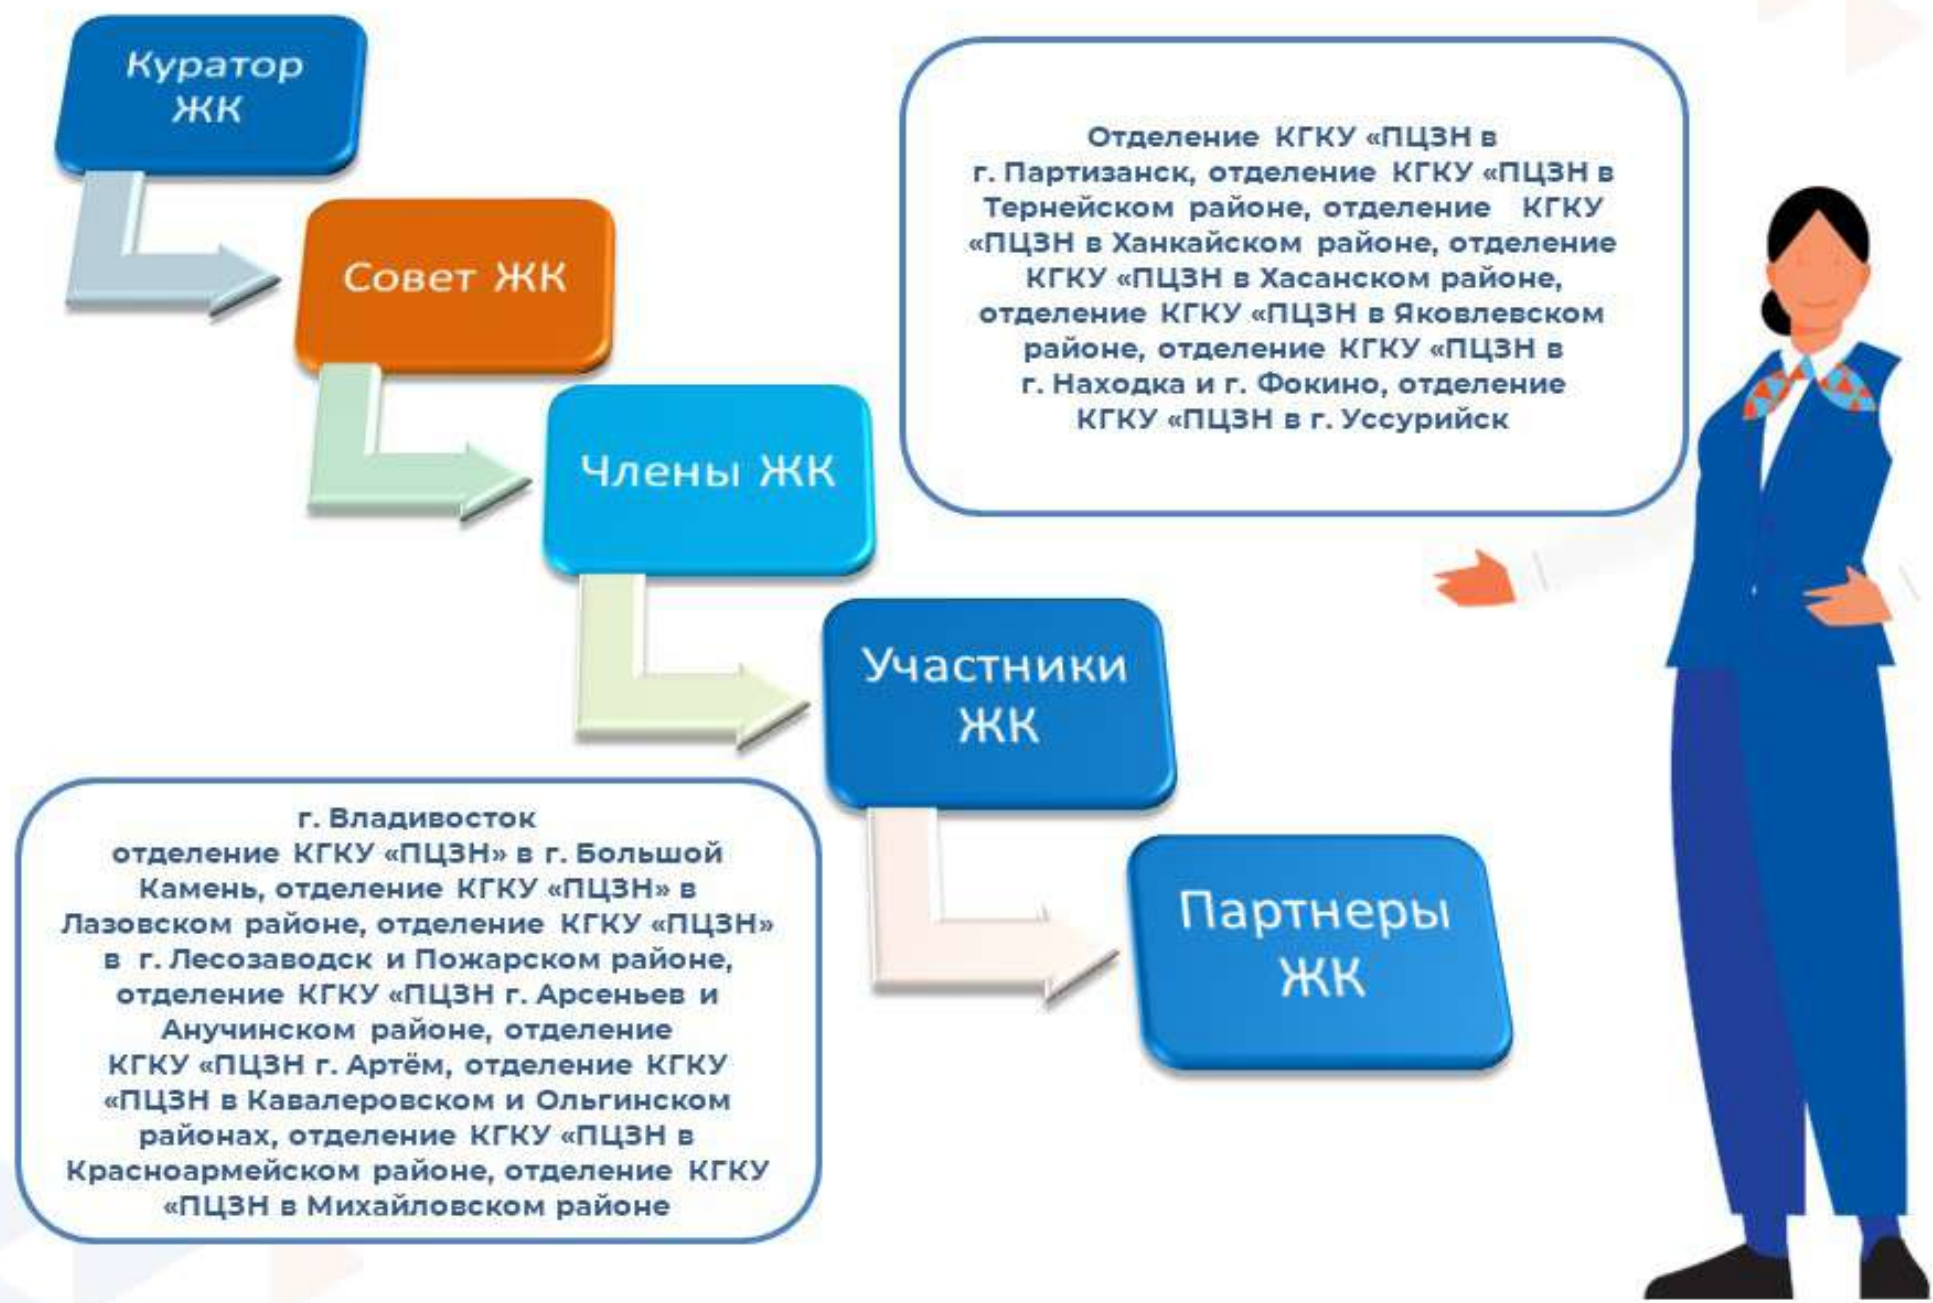 Куратор
ЖК
Совет ЖК
Члены ЖК
Участники
ЖК
Партнеры
ЖК
Отделение КГКУ «ПЦЗН в
г. Партизанск, отделение КГКУ «ПЦЗН в
Тернейском районе, отделение КГКУ
«ПЦЗН в Ханкайском районе, отделение
КГКУ «ПЦЗН в Хасанском районе,
отделение КГКУ «ПЦЗН в Яковлевском
районе, отделение КГКУ «ПЦЗН в
г. Находка и г. Фокино, отделение
КГКУ «ПЦЗН в г. Уссурийск
г. Владивосток
отделение КГКУ «ПЦЗН» в г. Большой
Камень, отделение КГКУ «ПЦЗН» в
Лазовском районе, отделение КГКУ «ПЦЗН»
в г. Лесозаводск и Пожарском районе,
отделение КГКУ «ПЦЗН г. Арсеньев и
Анучинском районе, отделение
КГКУ «ПЦЗН г. Артём, отделение КГКУ
«ПЦЗН в Кавалеровском и Ольгинском
районах, отделение КГКУ «ПЦЗН в
Красноармейском районе, отделение КГКУ
«ПЦЗН в Михайловском районе